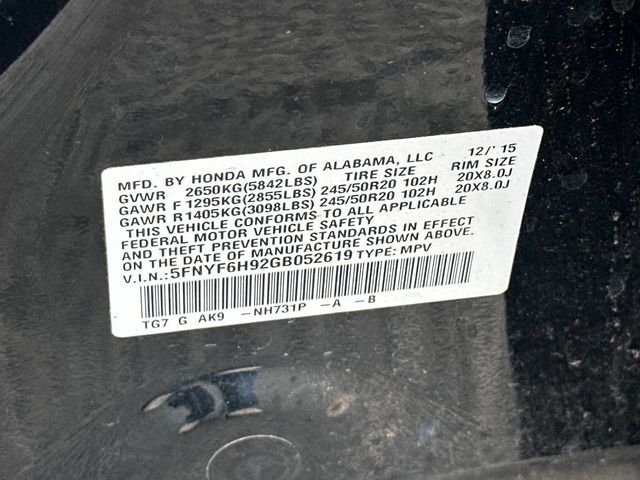 MFD. BY HONDA MFG. OF ALABAMA, LLC 12/'15
GVWR 2650KG(5842LBS) TIRE SIZE RIM SIZE
GAWR F 1295KG(2855LBS) 245/50R20 102H 20X8.0J
GAWR R 1405KG(3098LBS) 245/50R20 102H 20X8.0J
THIS VEHICLE CONFORMS TO ALL APPLICABLE
FEDERAL MOTOR VEHICLE SAFETY
AND THEFT PREVENTION STANDARDS IN EFFECT
ON THE DATE OF MANUFACTURE SHOWN ABOVE.
V.I.N.:5FNYF6H92GB052619 TYPE: MPV
TG7 G AK9 -NH731P -A -B